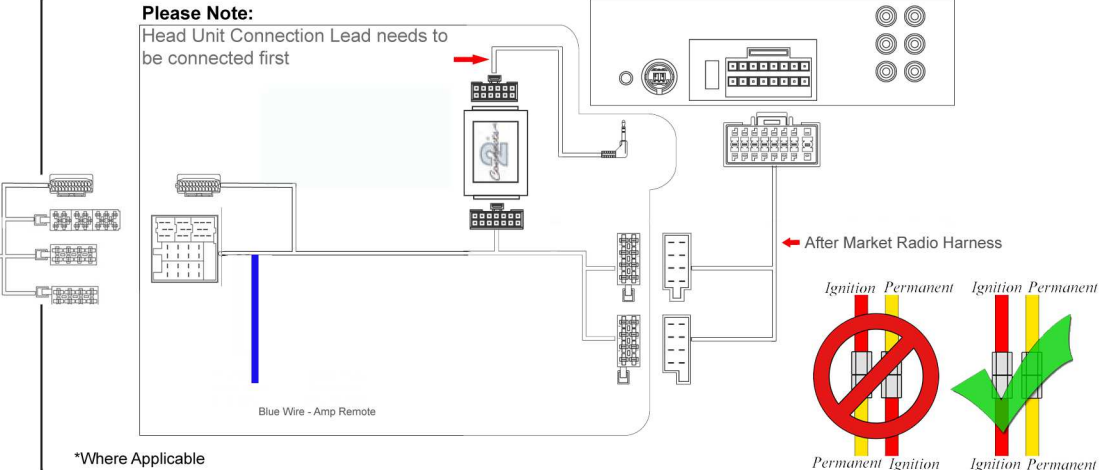 Please Note:
Head Unit Connection Lead needs to
be connected first
After Market Radio Harness
Ignition Permanent
Ignition Permanent
Blue Wire - Amp Remote
Permanent Ignition
Ignition Permanent
*Where Applicable
2